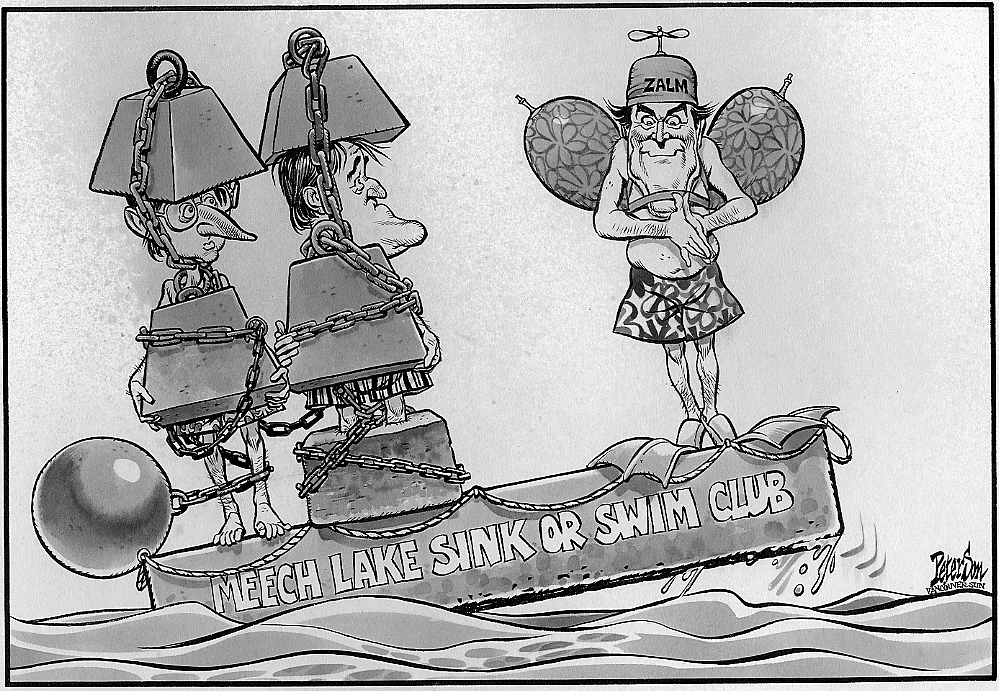 ZALM
MEECH LAKE SINK OR SWIM CLUB
Peterson
VANCOUVER SUN